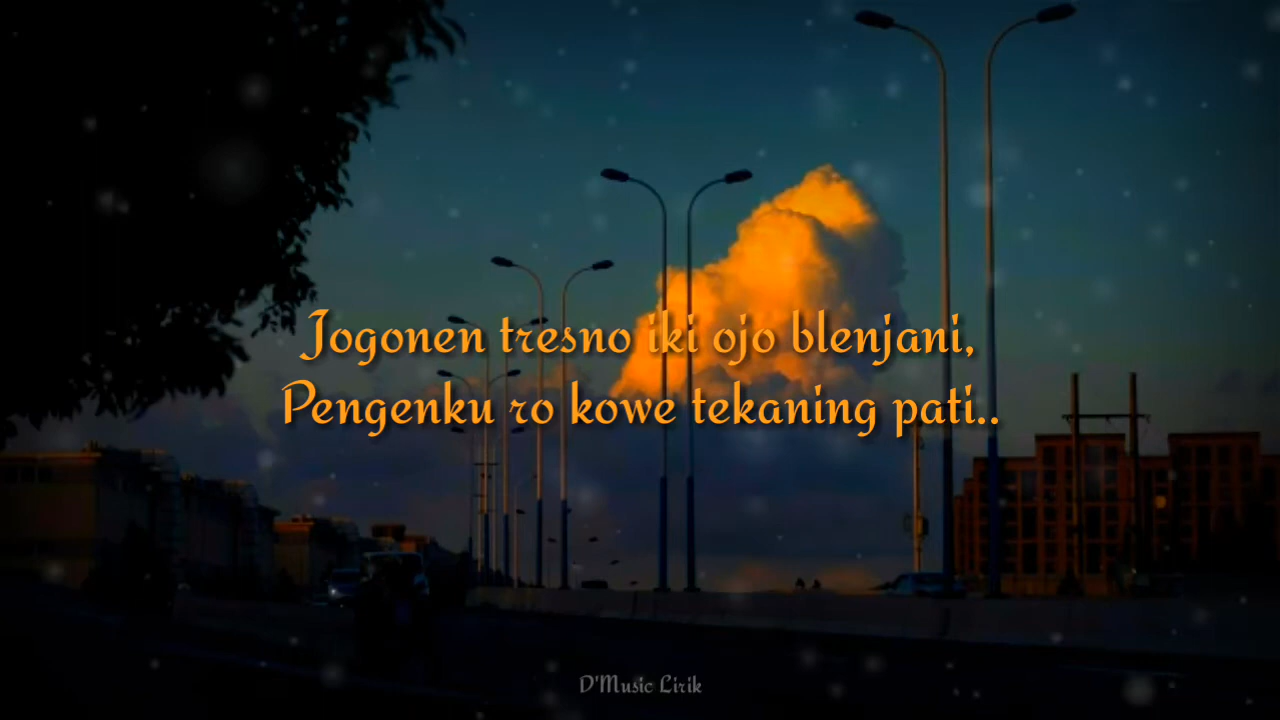 Jogonen tresno iki ojo blenjani,
Pengenku ro kowe tekaning pati..
D'Music Lirik